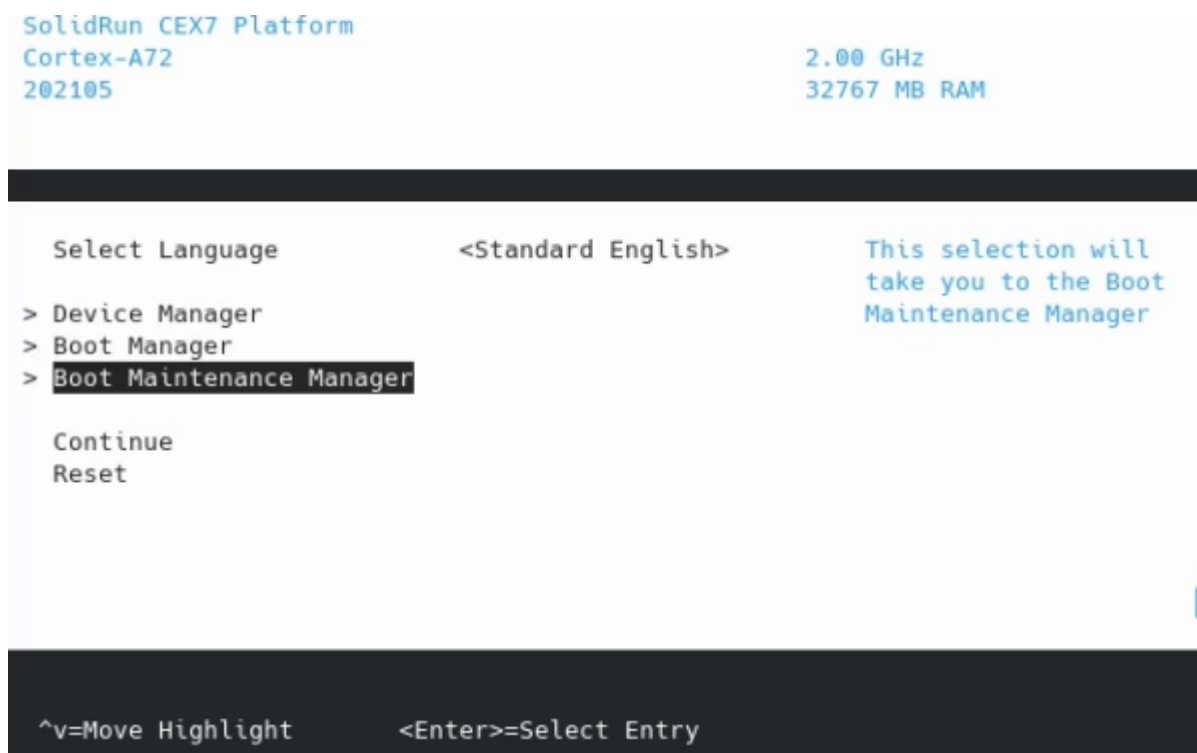 SolidRun CEX7 Platform
Cortex-A72 2.00 GHz
202105 32767 MB RAM
Select Language <Standard English> This selection will
take you to the Boot
> Device Manager Maintenance Manager
> Boot Manager
> Boot Maintenance Manager
Continue
Reset
^v=Move Highlight <Enter>=Select Entry